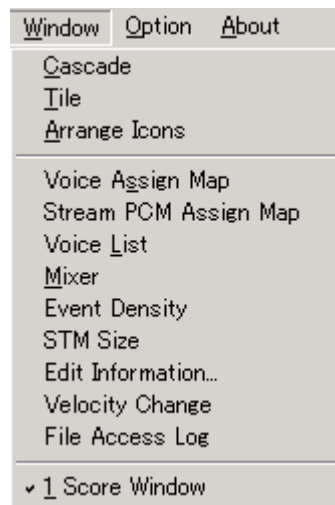 Window Option About
Cascade
Tile
Arrange Icons
Voice Assign Map
Stream PCM Assign Map
Voice List
Mixer
Event Density
STM Size
Edit Information...
Velocity Change
File Access Log
✓ 1 Score Window